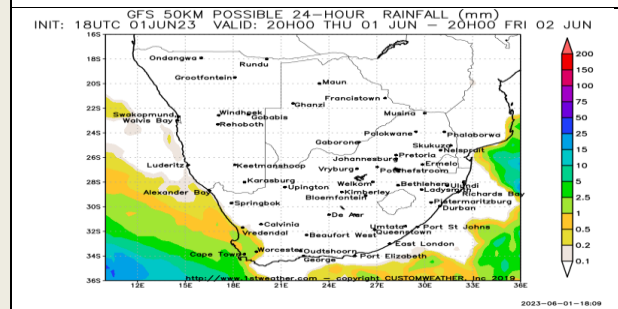 GFS 50KM POSSIBLE 24-HOUR RAINFALL (mm)
INIT: 18UTC 01JUN23 VALID: 20H00 THU 01 JUN - 20H00 FRI 02 JUN
16S
Ondangwa
Rundu
200
18S
150
Grootfontein
Maun
100
20S
Francistown
75
Ghanzi
22S
50
Swakopmund
Windhoek
Gobabis
Musina
Walvis Bay
Rehoboth
25
24S
Polokwane
Phalaborwa
15
Gaborone
Skukuza
Pretoria
Nelspruit
10
26S
Johannesburg
Luderitz
Keetmanshoop
Vryburg
Potchefstroom
Ermelo
5
28S
Karasburg
Welkom
Bethlehem
Ulundi
2.5
Alexander Bay
Upington
Kimberley
Ladysmith
Richards Bay
Springbok
Bloemfontein
Pietermaritzburg
1
30S
De Aar
Durban
0.5
Calvinia
Umtata
Port St Johns
32S
Vredendal
Beaufort West
Queenstown
0.2
East London
Worcester
Oudtshoorn
0.1
34S
Cape Town
George
Port Elizabeth
http://www.1stweather.com - copyright CUSTOMWEATHER, Inc 2019
36S
12E 15E 18E 21E 24E 27E 30E 33E 36E
2023-06-01-18:09